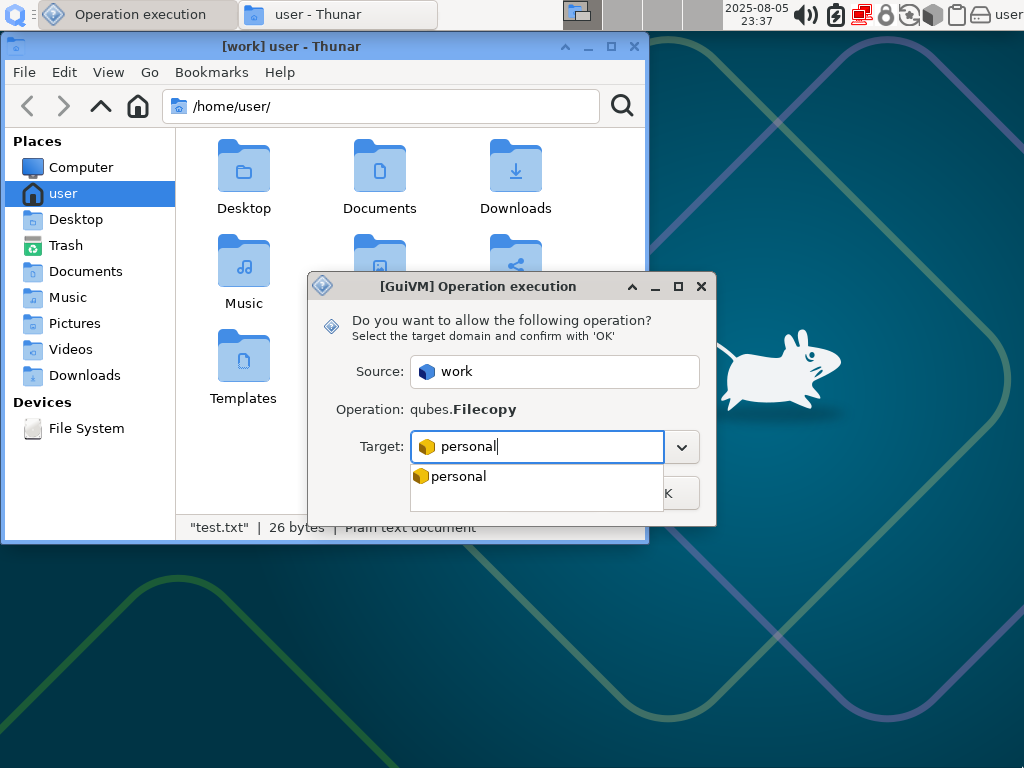 Operation execution
user - Thunar
2025-08-05
23:37
user
[work] user - Thunar
File Edit View Go Bookmarks Help
/home/user/
Places
Computer
user
Desktop
Trash
Documents
Music
Pictures
Videos
Downloads
Devices
File System
Desktop
Documents
Downloads
Music
Templates
"test.txt" | 26 bytes | Plain text document
[GuiVM] Operation execution
Do you want to allow the following operation?
Select the target domain and confirm with 'OK'
Source: work
Operation: qubes.Filecopy
Target: personal
personal
K